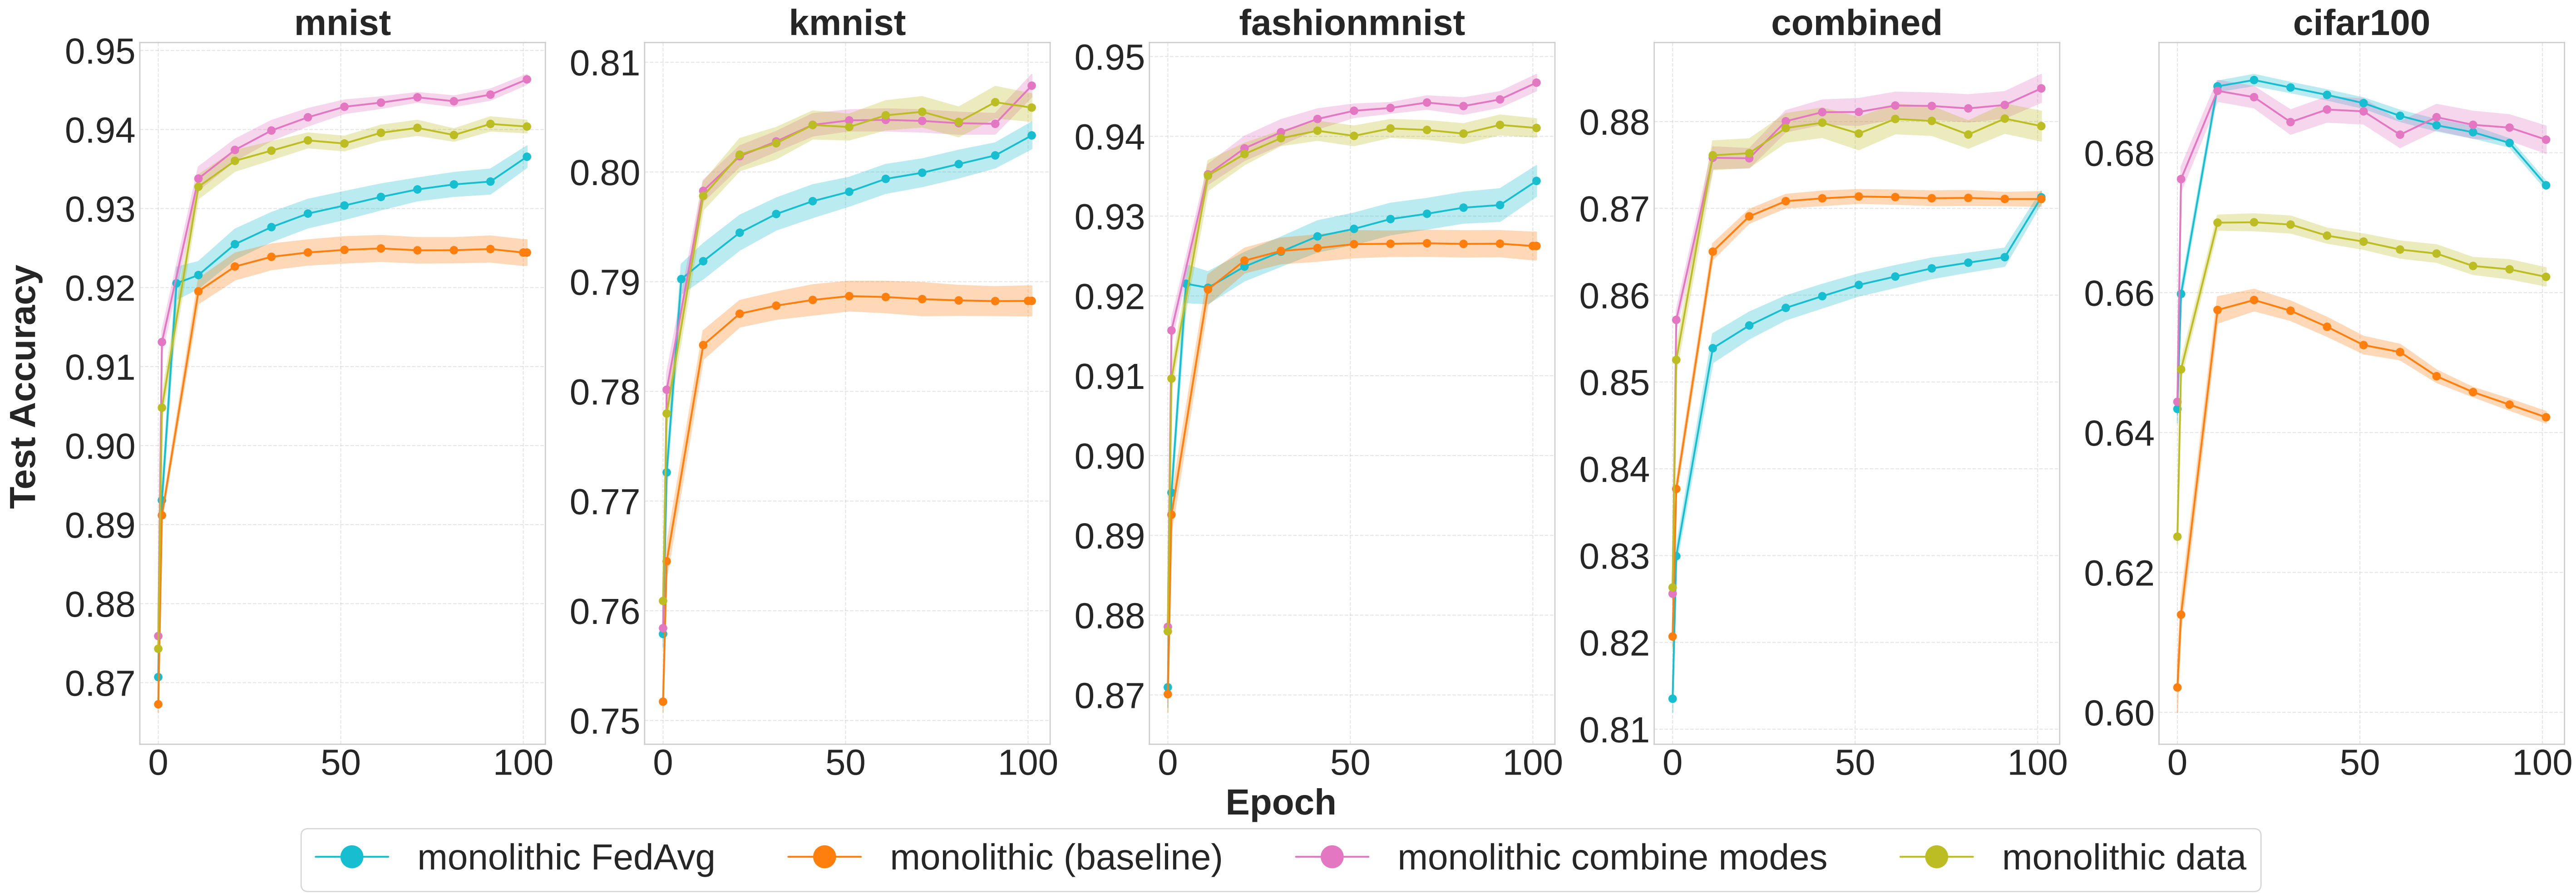 mnist
kmnist
fashionmnist
combined
cifar100
Test Accuracy
0.95
0.94
0.93
0.92
0.91
0.90
0.89
0.88
0.87
0 50 100
0.81
0.80
0.79
0.78
0.77
0.76
0.75
0 50 100
0.95
0.94
0.93
0.92
0.91
0.90
0.89
0.88
0.87
0 50 100
0.88
0.87
0.86
0.85
0.84
0.83
0.82
0.81
0 50 100
0.68
0.66
0.64
0.62
0.60
0 50 100
Epoch
monolithic FedAvg monolithic (baseline) monolithic combine modes monolithic data